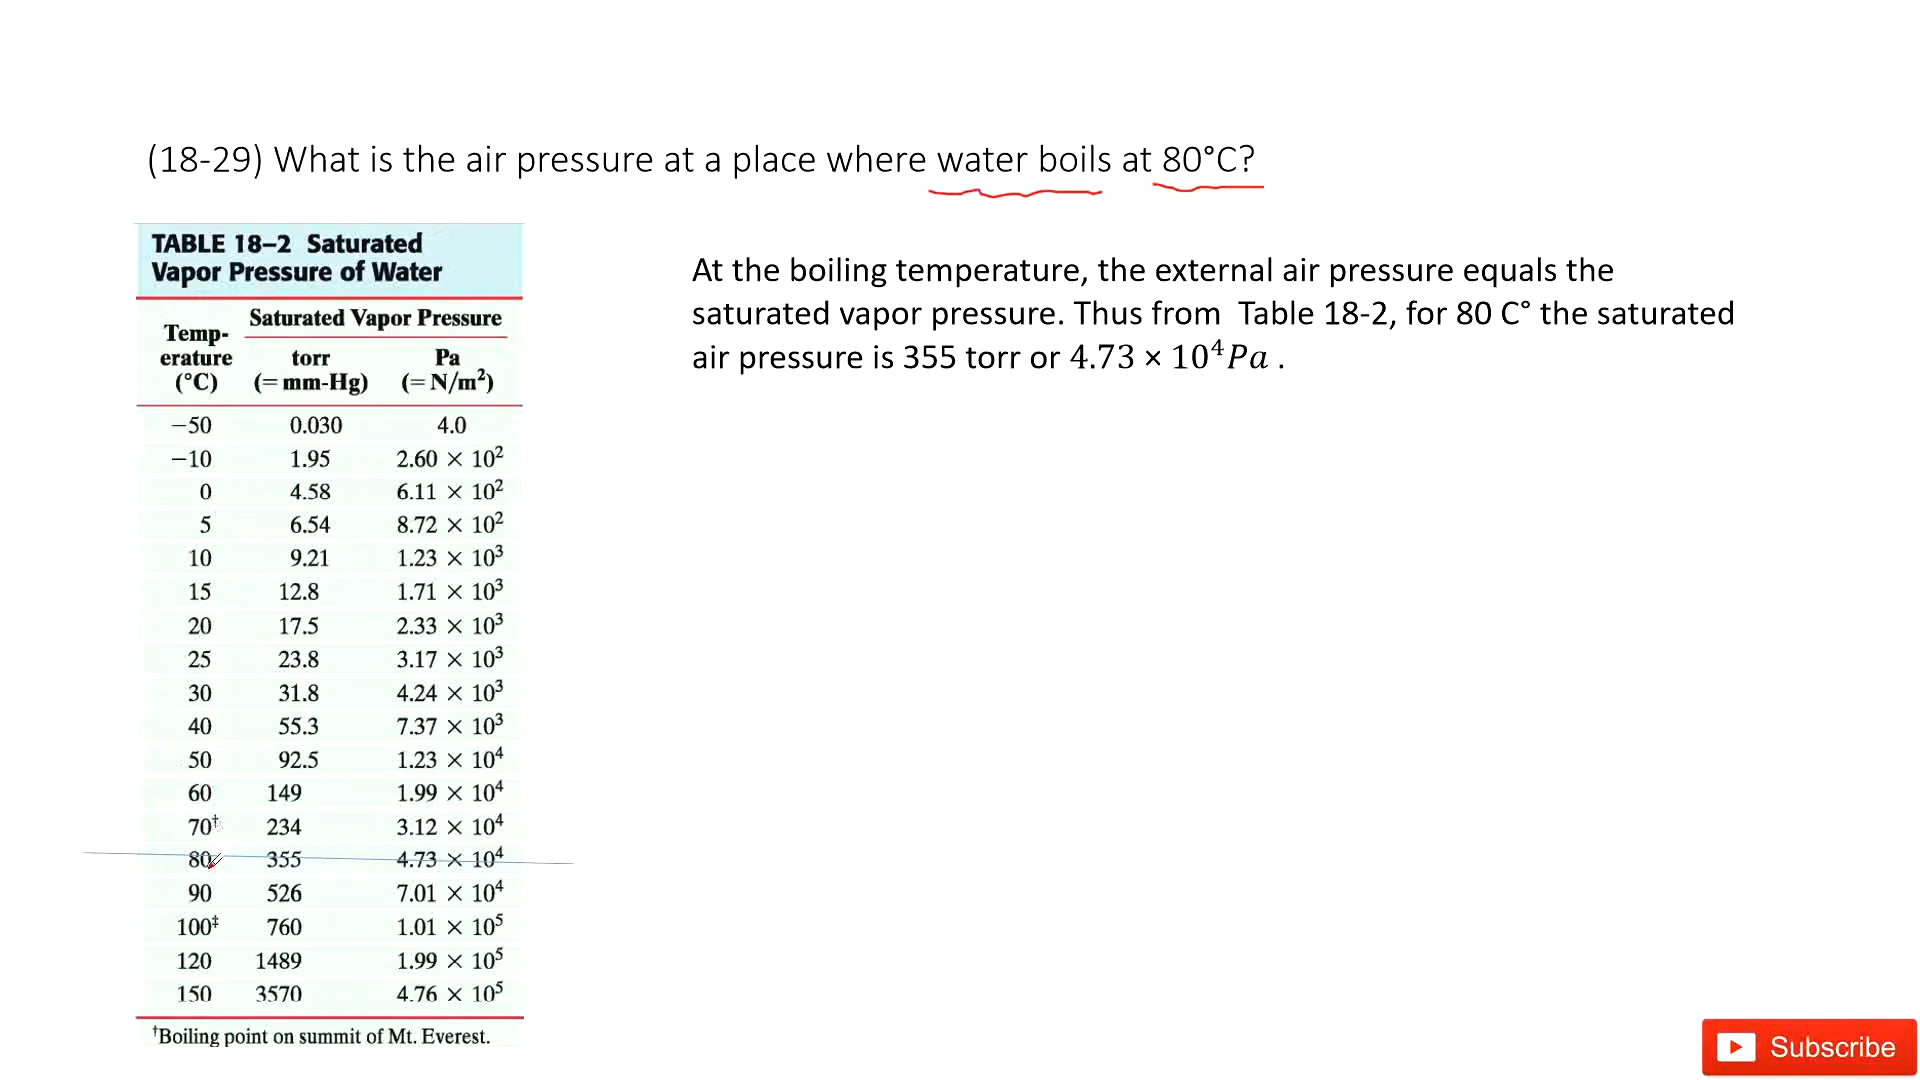 (18-29) What is the air pressure at a place where water boils at 80°C?
TABLE 18–2 Saturated
Vapor Pressure of Water
Saturated Vapor Pressure
Temp-
erature torr Pa
(°C) (= mm-Hg) (= N/m²)
−50 0.030 4.0
−10 1.95 2.60 × 10²
0 4.58 6.11 × 10²
5 6.54 8.72 × 10²
10 9.21 1.23 × 10³
15 12.8 1.71 × 10³
20 17.5 2.33 × 10³
25 23.8 3.17 × 10³
30 31.8 4.24 × 10³
40 55.3 7.37 × 10³
50 92.5 1.23 × 10⁴
60 149 1.99 × 10⁴
70† 234 3.12 × 10⁴
80 355 4.73 × 10⁴
90 526 7.01 × 10⁴
100‡ 760 1.01 × 10⁵
120 1489 1.99 × 10⁵
150 3570 4.76 × 10⁵
†Boiling point on summit of Mt. Everest.
At the boiling temperature, the external air pressure equals the
saturated vapor pressure. Thus from Table 18-2, for 80 C° the saturated
air pressure is 355 torr or 4.73 × 10⁴Pa .
Subscribe